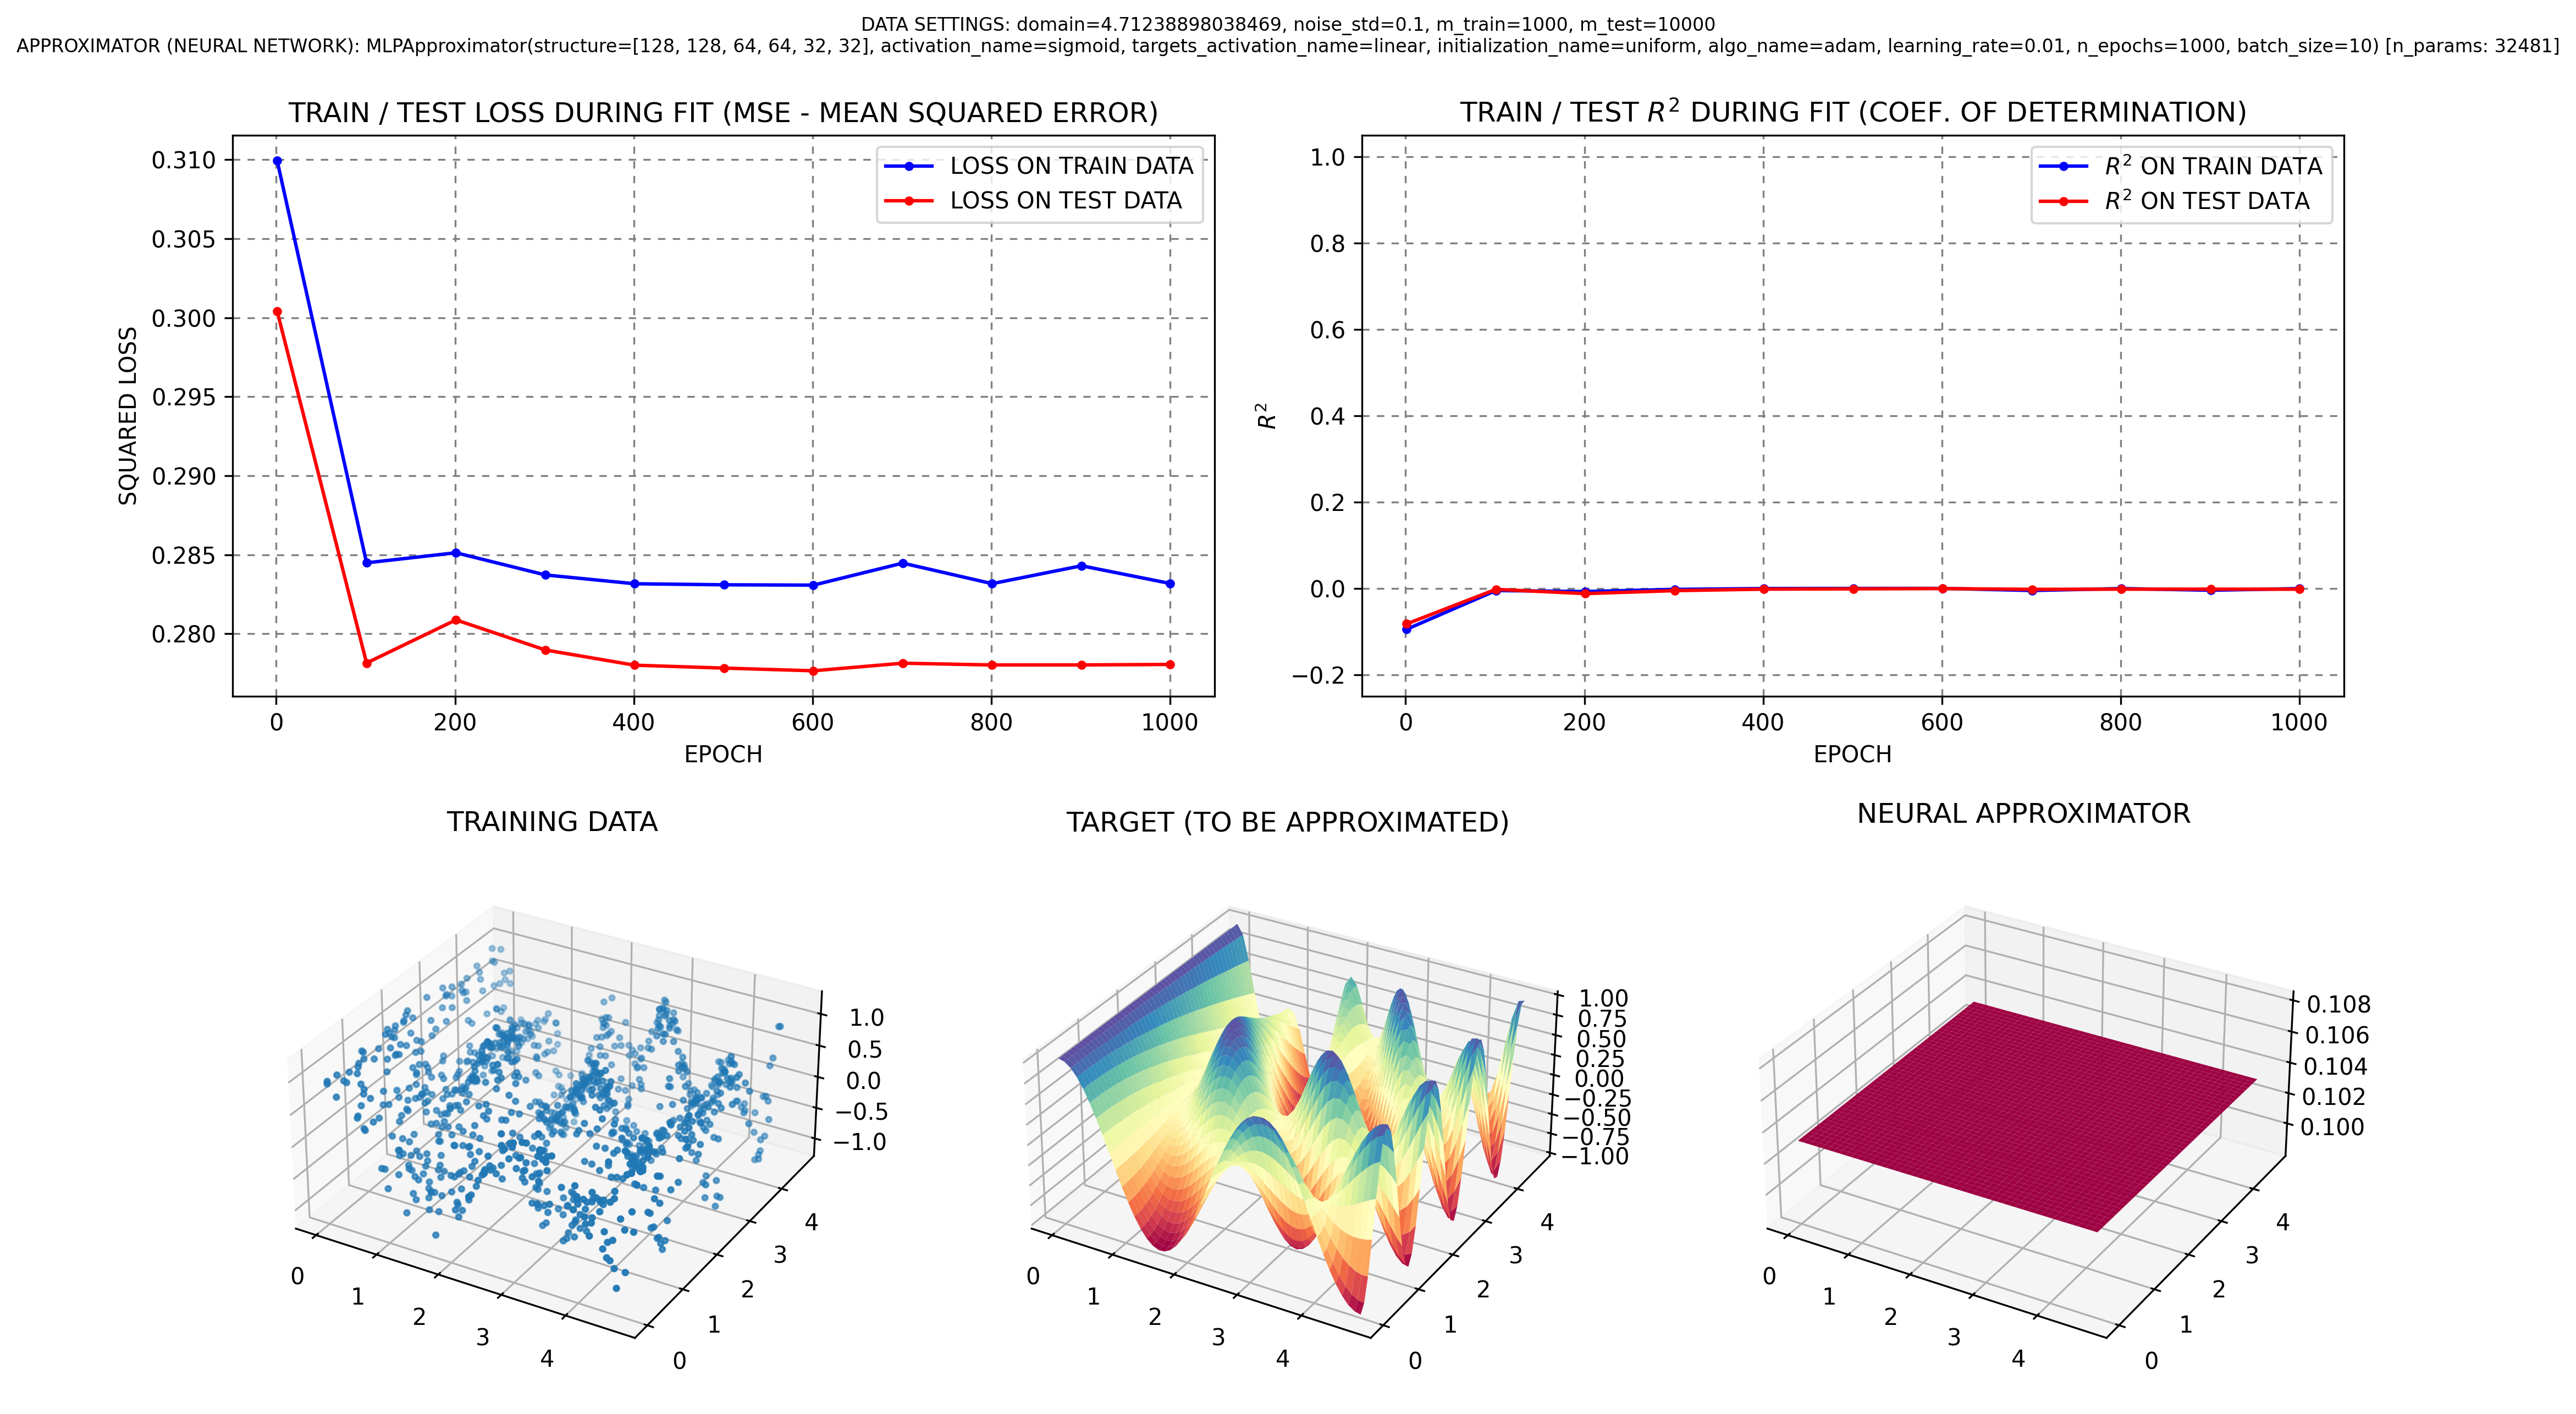 DATA SETTINGS: domain=4.71238898038469, noise_std=0.1, m_train=1000, m_test=10000
APPROXIMATOR (NEURAL NETWORK): MLPApproximator(structure=[128, 128, 64, 64, 32, 32], activation_name=sigmoid, targets_activation_name=linear, initialization_name=uniform, algo_name=adam, learning_rate=0.01, n_epochs=1000, batch_size=10) [n_params: 32481]
TRAIN / TEST LOSS DURING FIT (MSE - MEAN SQUARED ERROR)
SQUARED LOSS
0.310
0.305
0.300
0.295
0.290
0.285
0.280
LOSS ON TRAIN DATA
LOSS ON TEST DATA
0 200 400 600 800 1000
EPOCH
TRAIN / TEST R² DURING FIT (COEF. OF DETERMINATION)
R²
1.0
0.8
0.6
0.4
0.2
0.0
−0.2
R² ON TRAIN DATA
R² ON TEST DATA
0 200 400 600 800 1000
EPOCH
TRAINING DATA
1.0
0.5
0.0
−0.5
−1.0
0 1 2 3 4
0 1 2 3 4
TARGET (TO BE APPROXIMATED)
1.00
0.75
0.50
0.25
0.00
−0.25
−0.50
−0.75
−1.00
0 1 2 3 4
0 1 2 3 4
NEURAL APPROXIMATOR
0.108
0.106
0.104
0.102
0.100
0 1 2 3 4
0 1 2 3 4